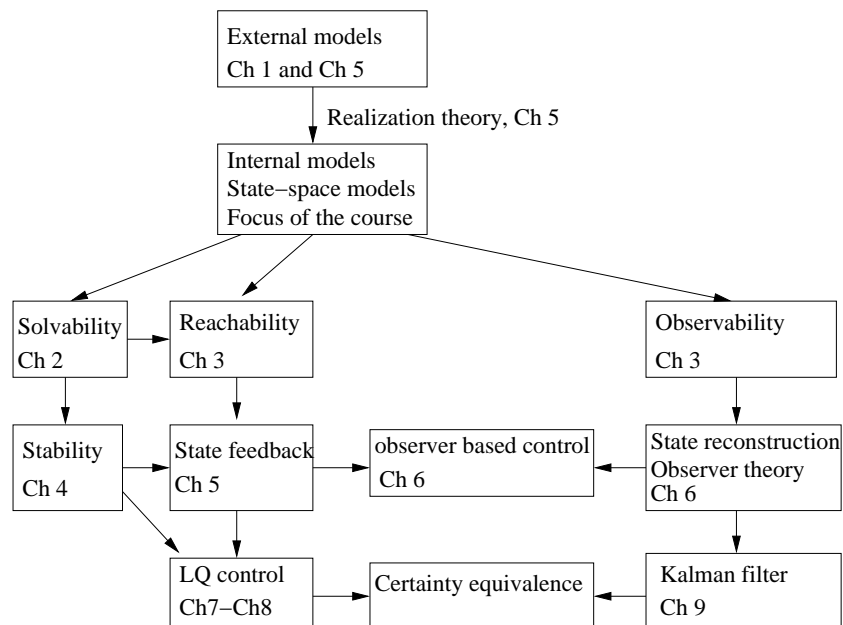 External models
Ch 1 and Ch 5
Realization theory, Ch 5
Internal models
State−space models
Focus of the course
Solvability
Ch 2
Reachability
Ch 3
Observability
Ch 3
Stability
Ch 4
State feedback
Ch 5
observer based control
Ch 6
State reconstruction
Observer theory
Ch 6
LQ control
Ch7−Ch8
Certainty equivalence
Kalman filter
Ch 9